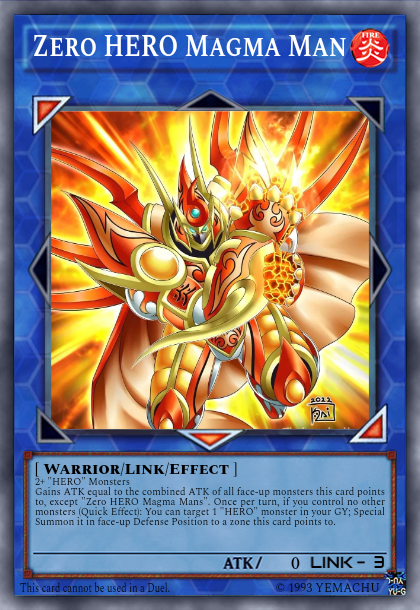 Zero HERO Magma Man
FIRE
炎
2022
[ Warrior/Link/Effect ]
2+ "HERO" Monsters
Gains ATK equal to the combined ATK of all face-up monsters this card points
to, except "Zero HERO Magma Mans". Once per turn, if you control no other
monsters (Quick Effect): You can target 1 "HERO" monster in your GY; Special
Summon it in face-up Defense Position to a zone this card points to.
ATK/ 0 LINK - 3
This card cannot be used in a Duel.
©1993 YEMACHU